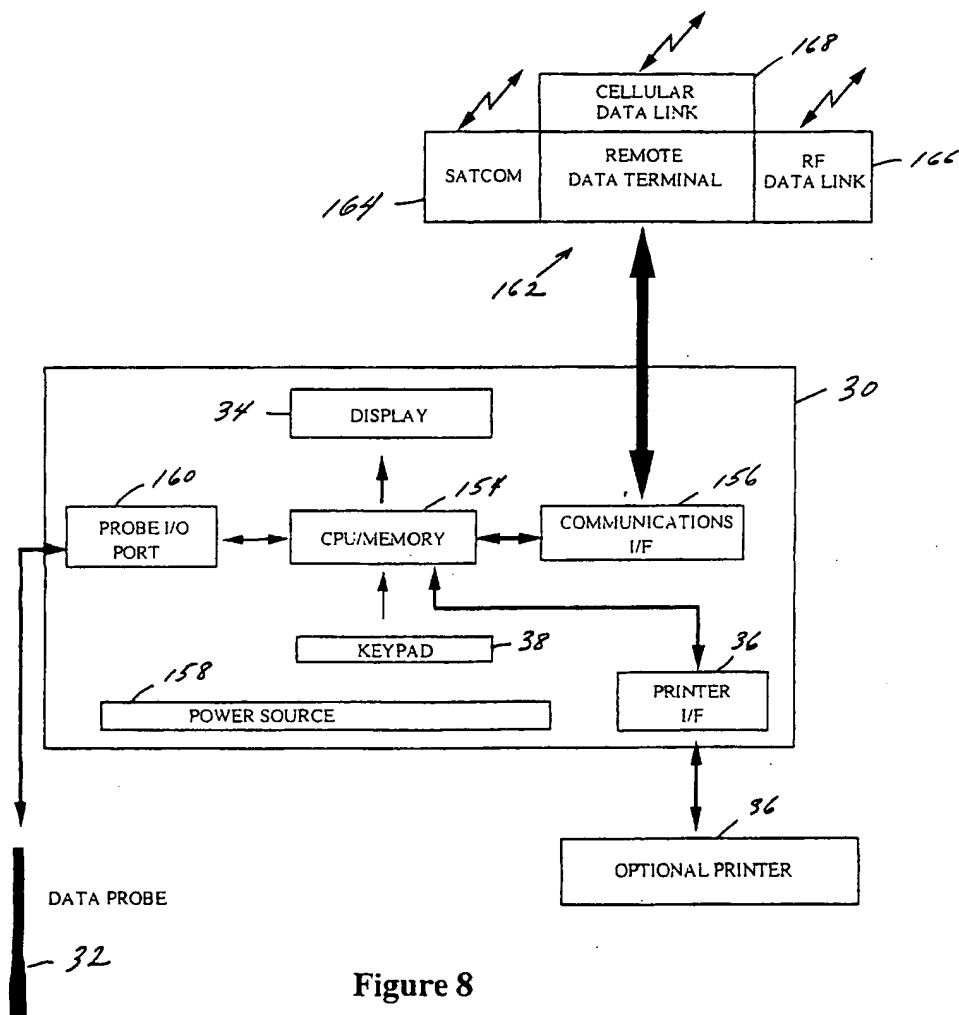 168
CELLULAR
DATA LINK
SATCOM
REMOTE
DATA TERMINAL
RF
DATA LINK
166
164
162
30
34
DISPLAY
160
154
156
PROBE I/O
PORT
CPU/MEMORY
COMMUNICATIONS
I/F
KEYPAD
38
36
158
POWER SOURCE
PRINTER
I/F
36
OPTIONAL PRINTER
DATA PROBE
32
Figure 8